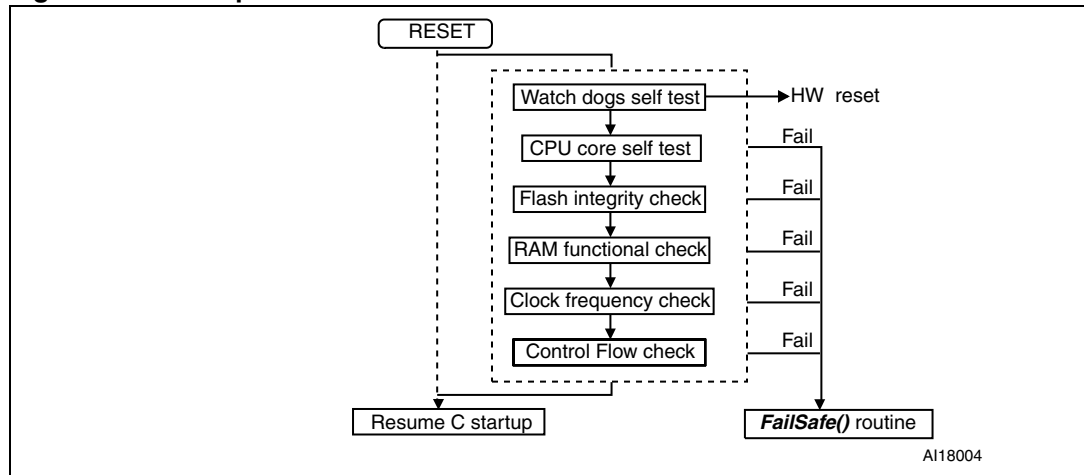 RESET
Watch dogs self test
HW reset
CPU core self test
Fail
Flash integrity check
Fail
RAM functional check
Fail
Clock frequency check
Fail
Control Flow check
Fail
Resume C startup
FailSafe() routine
AI18004